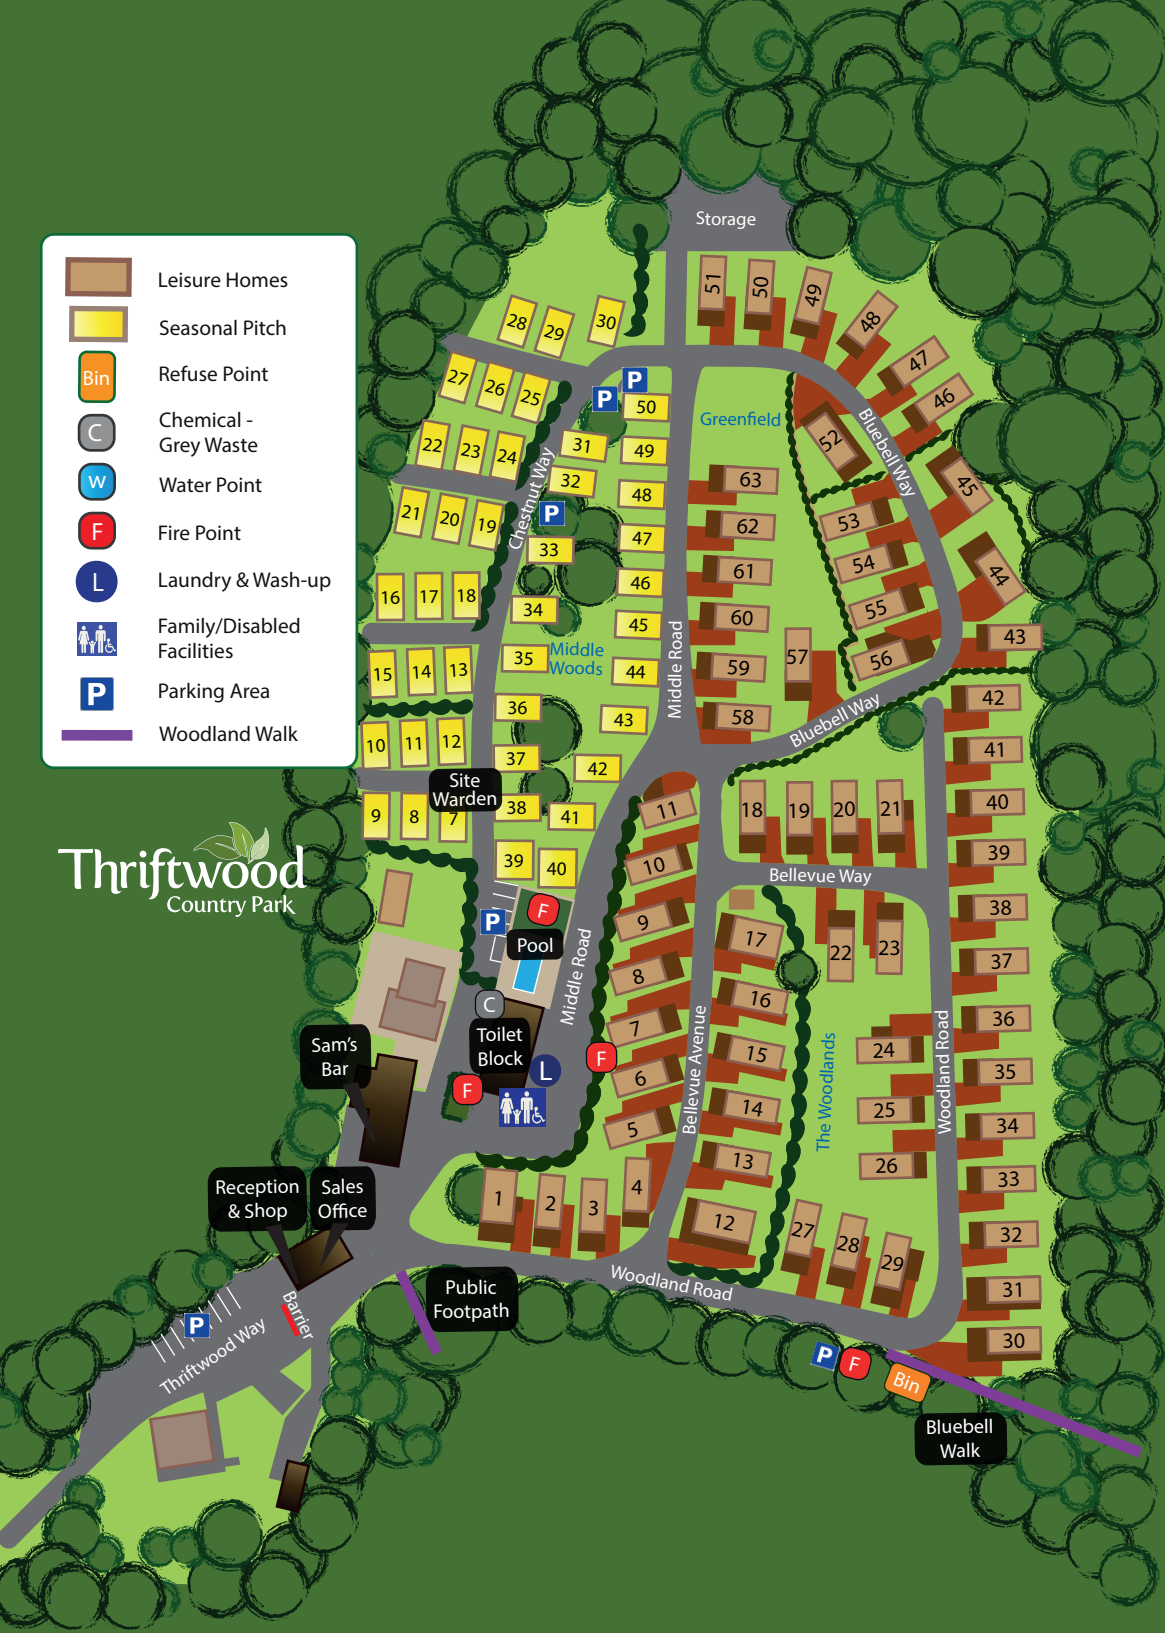 Storage
Leisure Homes
Seasonal Pitch
Bin
Refuse Point
C
Chemical -
Grey Waste
W
Water Point
F
Fire Point
L
Laundry & Wash-up
Family/Disabled
Facilities
P
Parking Area
Woodland Walk
51
50
49
48
47
46
28
29
30
27
26
25
P
P
50
Greenfield
52
Bluebell Way
45
22
23
24
31
49
32
48
63
Chestnut Way
21
20
19
P
33
47
62
53
46
61
54
44
16
17
18
34
45
60
55
43
15
14
13
35
Middle
Woods
44
59
57
56
Middle Road
36
43
58
Bluebell Way
42
10
11
12
37
42
41
Site
Warden
9
8
7
38
41
11
18
19
20
21
40
39
40
10
Bellevue Way
39
Thriftwood
Country Park
F
P
Pool
9
17
22
23
38
37
Middle Road
8
16
C
Toilet
Block
7
15
24
36
Sam's
Bar
F
L
F
6
14
25
35
Bellevue Avenue
The Woodlands
Woodland Road
5
13
26
34
33
Reception
& Shop
Sales
Office
1
2
3
4
12
27
28
29
32
Public
Footpath
Woodland Road
31
30
Barrier
P
Thriftwood Way
P
F
Bin
Bluebell
Walk